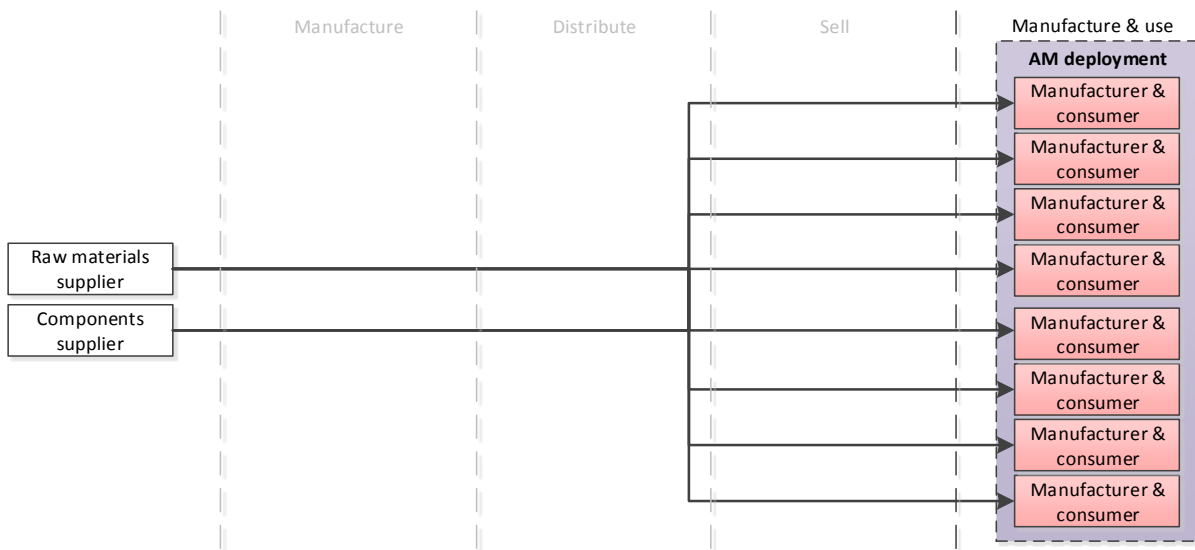 Manufacture
Distribute
Sell
Manufacture & use
AM deployment
Manufacturer &
consumer
Manufacturer &
consumer
Manufacturer &
consumer
Raw materials
supplier
Manufacturer &
consumer
Components
supplier
Manufacturer &
consumer
Manufacturer &
consumer
Manufacturer &
consumer
Manufacturer &
consumer